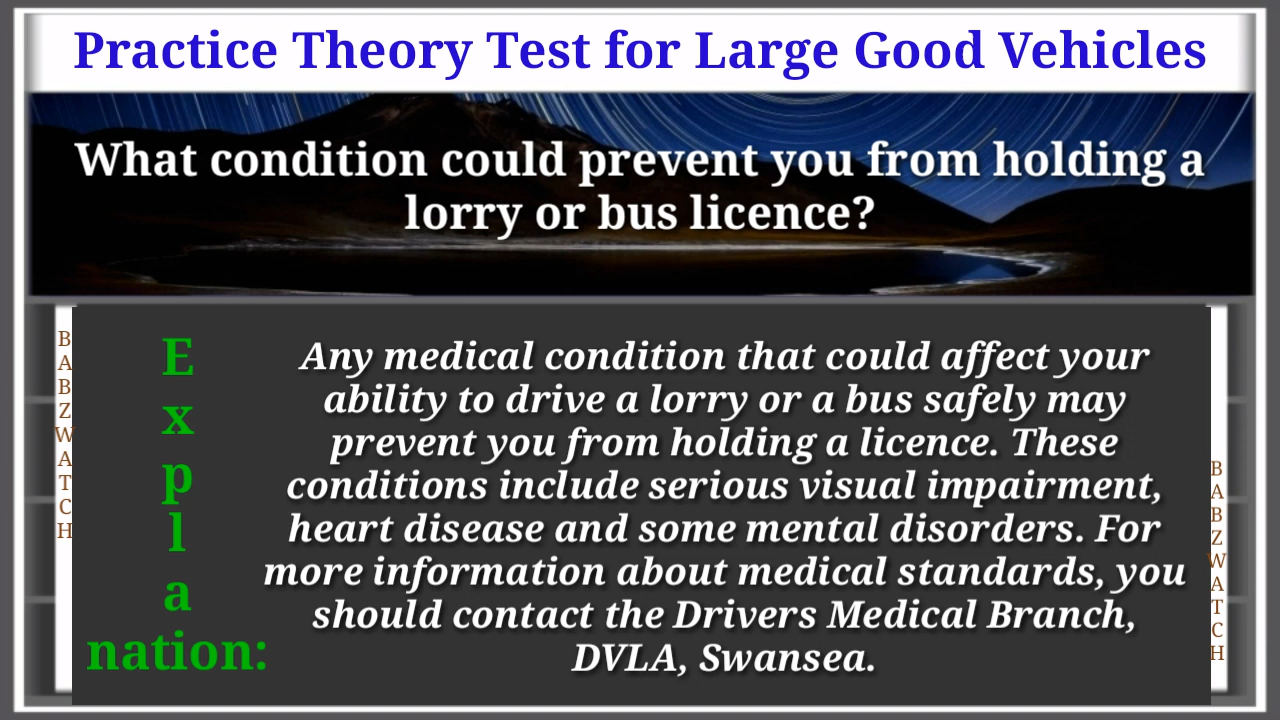 Practice Theory Test for Large Good Vehicles
What condition could prevent you from holding a
lorry or bus licence?
B
A
B
Z
W
A
T
C
H
E
x
p
l
a
nation:
Any medical condition that could affect your
ability to drive a lorry or a bus safely may
prevent you from holding a licence. These
conditions include serious visual impairment,
heart disease and some mental disorders. For
more information about medical standards, you
should contact the Drivers Medical Branch,
DVLA, Swansea.
B
A
B
Z
W
A
T
C
H